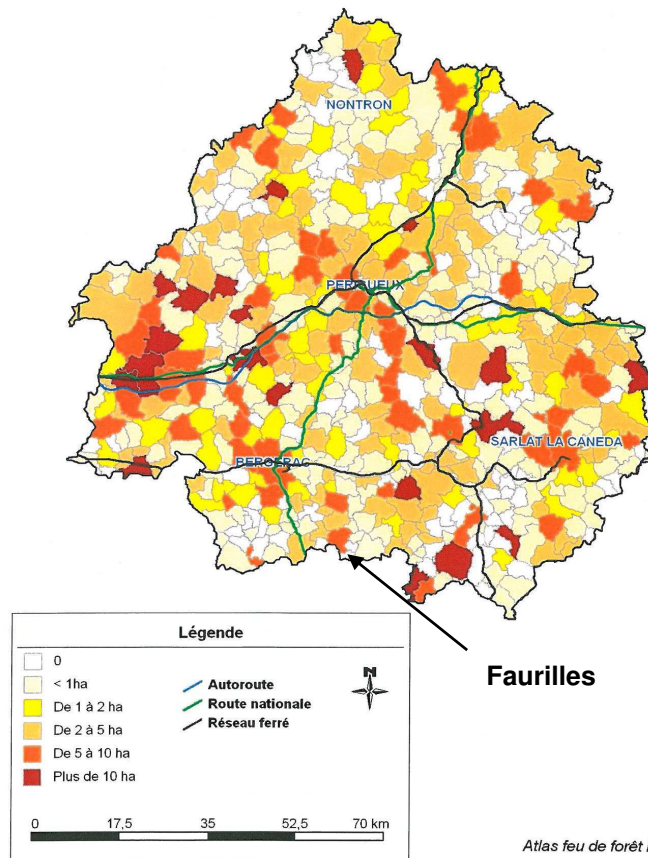 NONTRON
PERIGUEUX
SARLAT LA CANEDA
BERGERAC
Faurilles
Légende
0
< 1ha
De 1 à 2 ha
De 2 à 5 ha
De 5 à 10 ha
Plus de 10 ha
Autoroute
Route nationale
Réseau ferré
N
0 17,5 35 52,5 70 km
Atlas feu de forêt